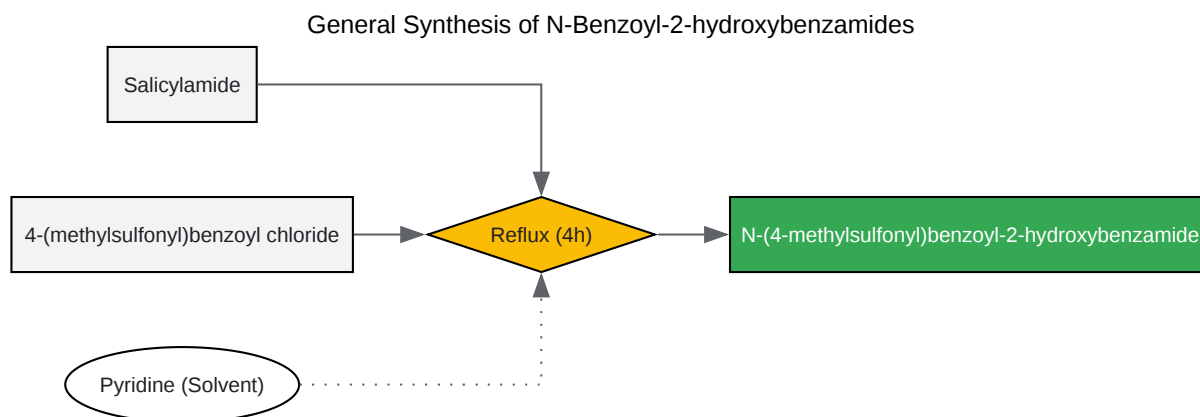 General Synthesis of N-Benzoyl-2-hydroxybenzamides
Salicylamide
4-(methylsulfonyl)benzoyl chloride
Reflux (4h)
N-(4-methylsulfonyl)benzoyl-2-hydroxybenzamide
Pyridine (Solvent)